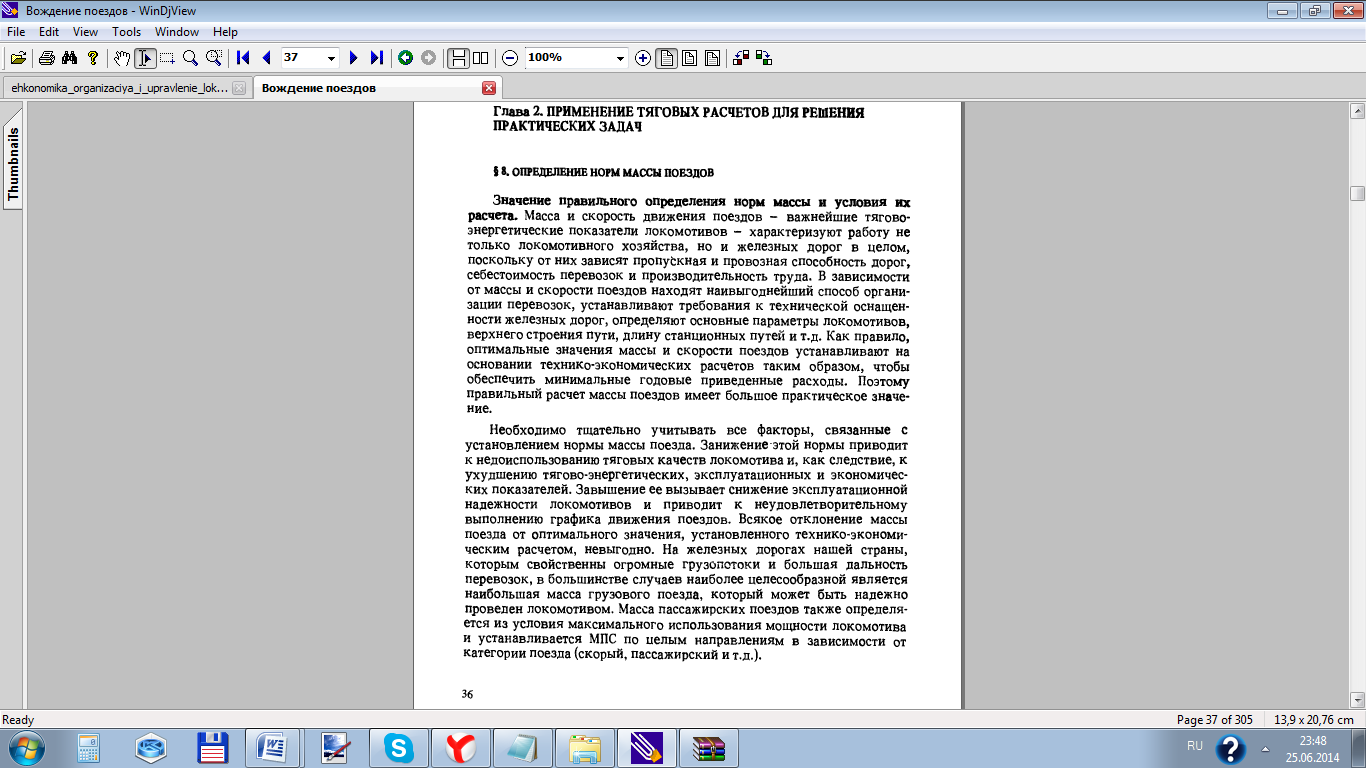 Вождение поездов - WinDjView
File Edit View Tools Window Help
37 100%
ehkonomika_organizaciya_i_upravlenie_lok... Вождение поездов
Thumbnails
Глава 2. ПРИМЕНЕНИЕ ТЯГОВЫХ РАСЧЕТОВ ДЛЯ РЕШЕНИЯ
ПРАКТИЧЕСКИХ ЗАДАЧ
§ 8. ОПРЕДЕЛЕНИЕ НОРМ МАССЫ ПОЕЗДОВ
Значение правильного определения норм массы и условия их
расчета. Масса и скорость движения поездов – важнейшие тягово-
энергетические показатели локомотивов – характеризуют работу не
только локомотивного хозяйства, но и железных дорог в целом,
поскольку от них зависят пропускная и провозная способность дорог,
себестоимость перевозок и производительность труда. В зависимости
от массы и скорости поездов находят наивыгоднейший способ органи-
зации перевозок, устанавливают требования к технической оснащен-
ности железных дорог, определяют основные параметры локомотивов,
верхнего строения пути, длину станционных путей и т.д. Как правило,
оптимальные значения массы и скорости поездов устанавливают на
основании технико-экономических расчетов таким образом, чтобы
обеспечить минимальные годовые приведенные расходы. Поэтому
правильный расчет массы поездов имеет большое практическое значе-
ние.
Необходимо тщательно учитывать все факторы, связанные с
установлением нормы массы поезда. Занижение этой нормы приводит
к недоиспользованию тяговых качеств локомотива и, как следствие, к
ухудшению тягово-энергетических, эксплуатационных и экономичес-
ких показателей. Завышение ее вызывает снижение эксплуатационной
надежности локомотивов и приводит к неудовлетворительному
выполнению графика движения поездов. Всякое отклонение массы
поезда от оптимального значения, установленного технико-экономи-
ческим расчетом, невыгодно. На железных дорогах нашей страны,
которым свойственны огромные грузопотоки и большая дальность
перевозок, в большинстве случаев наиболее целесообразной является
наибольшая масса грузового поезда, который может быть надежно
проведен локомотивом. Масса пассажирских поездов также определя-
ется из условия максимального использования мощности локомотива
и устанавливается МПС по целым направлениям в зависимости от
категории поезда (скорый, пассажирский и т.д.).
36
Ready Page 37 of 305 13,9 x 20,76 cm
RU 23:48
25.06.2014